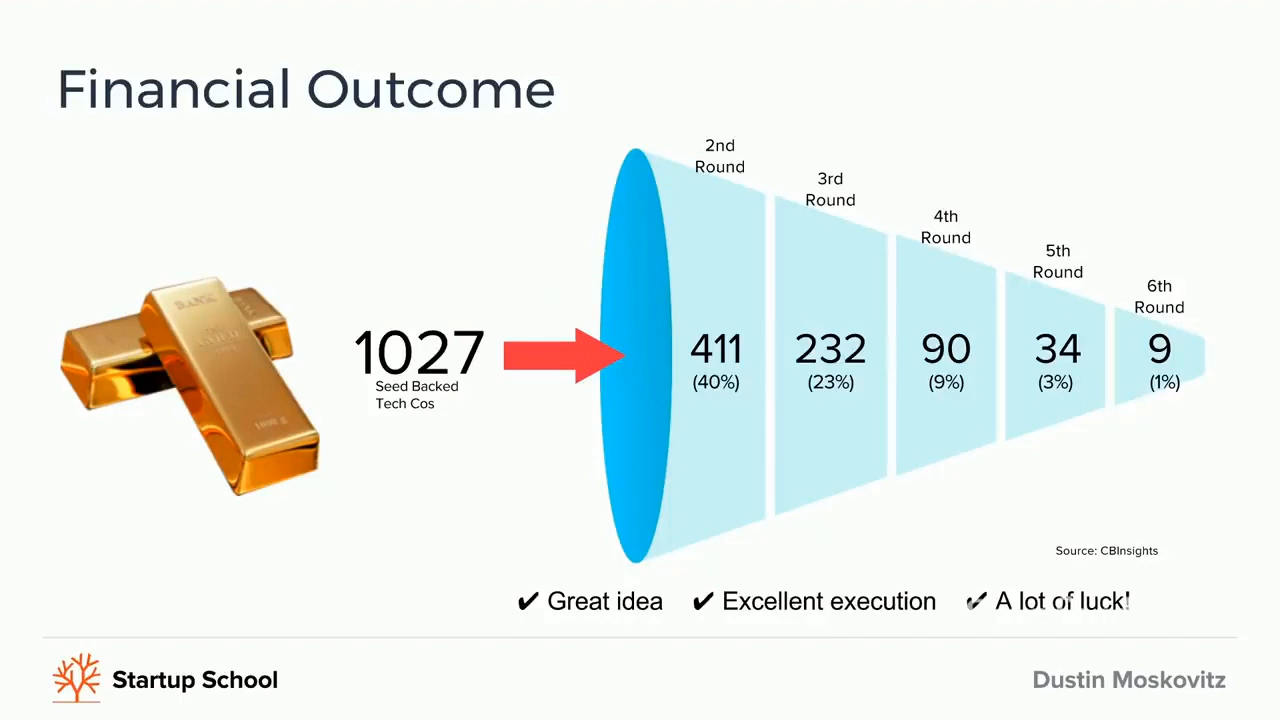 Financial Outcome
2nd
Round
3rd
Round
4th
Round
5th
Round
6th
Round
1027
Seed Backed
Tech Cos
411
(40%)
232
(23%)
90
(9%)
34
(3%)
9
(1%)
Source: CBInsights
✔ Great idea ✔ Excellent execution ✔ A lot of luck!
Startup School
Dustin Moskovitz